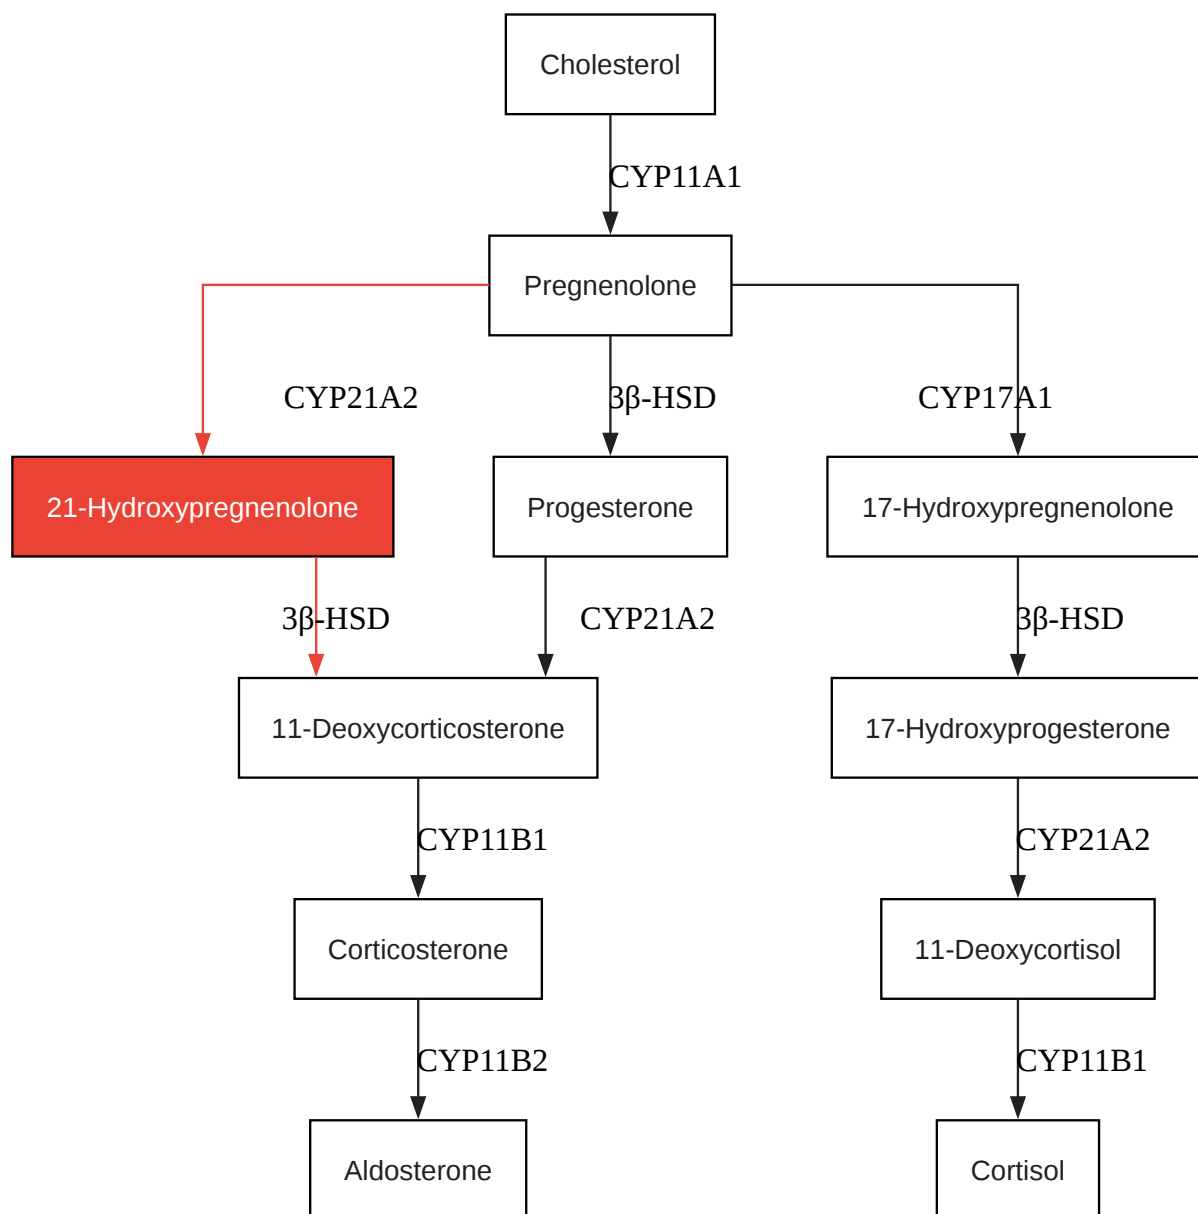 Cholesterol
CYP11A1
Pregnenolone
CYP21A2
3β-HSD
CYP17A1
21-Hydroxypregnenolone
Progesterone
17-Hydroxypregnenolone
3β-HSD
CYP21A2
3β-HSD
11-Deoxycorticosterone
17-Hydroxyprogesterone
CYP11B1
CYP21A2
Corticosterone
11-Deoxycortisol
CYP11B2
CYP11B1
Aldosterone
Cortisol